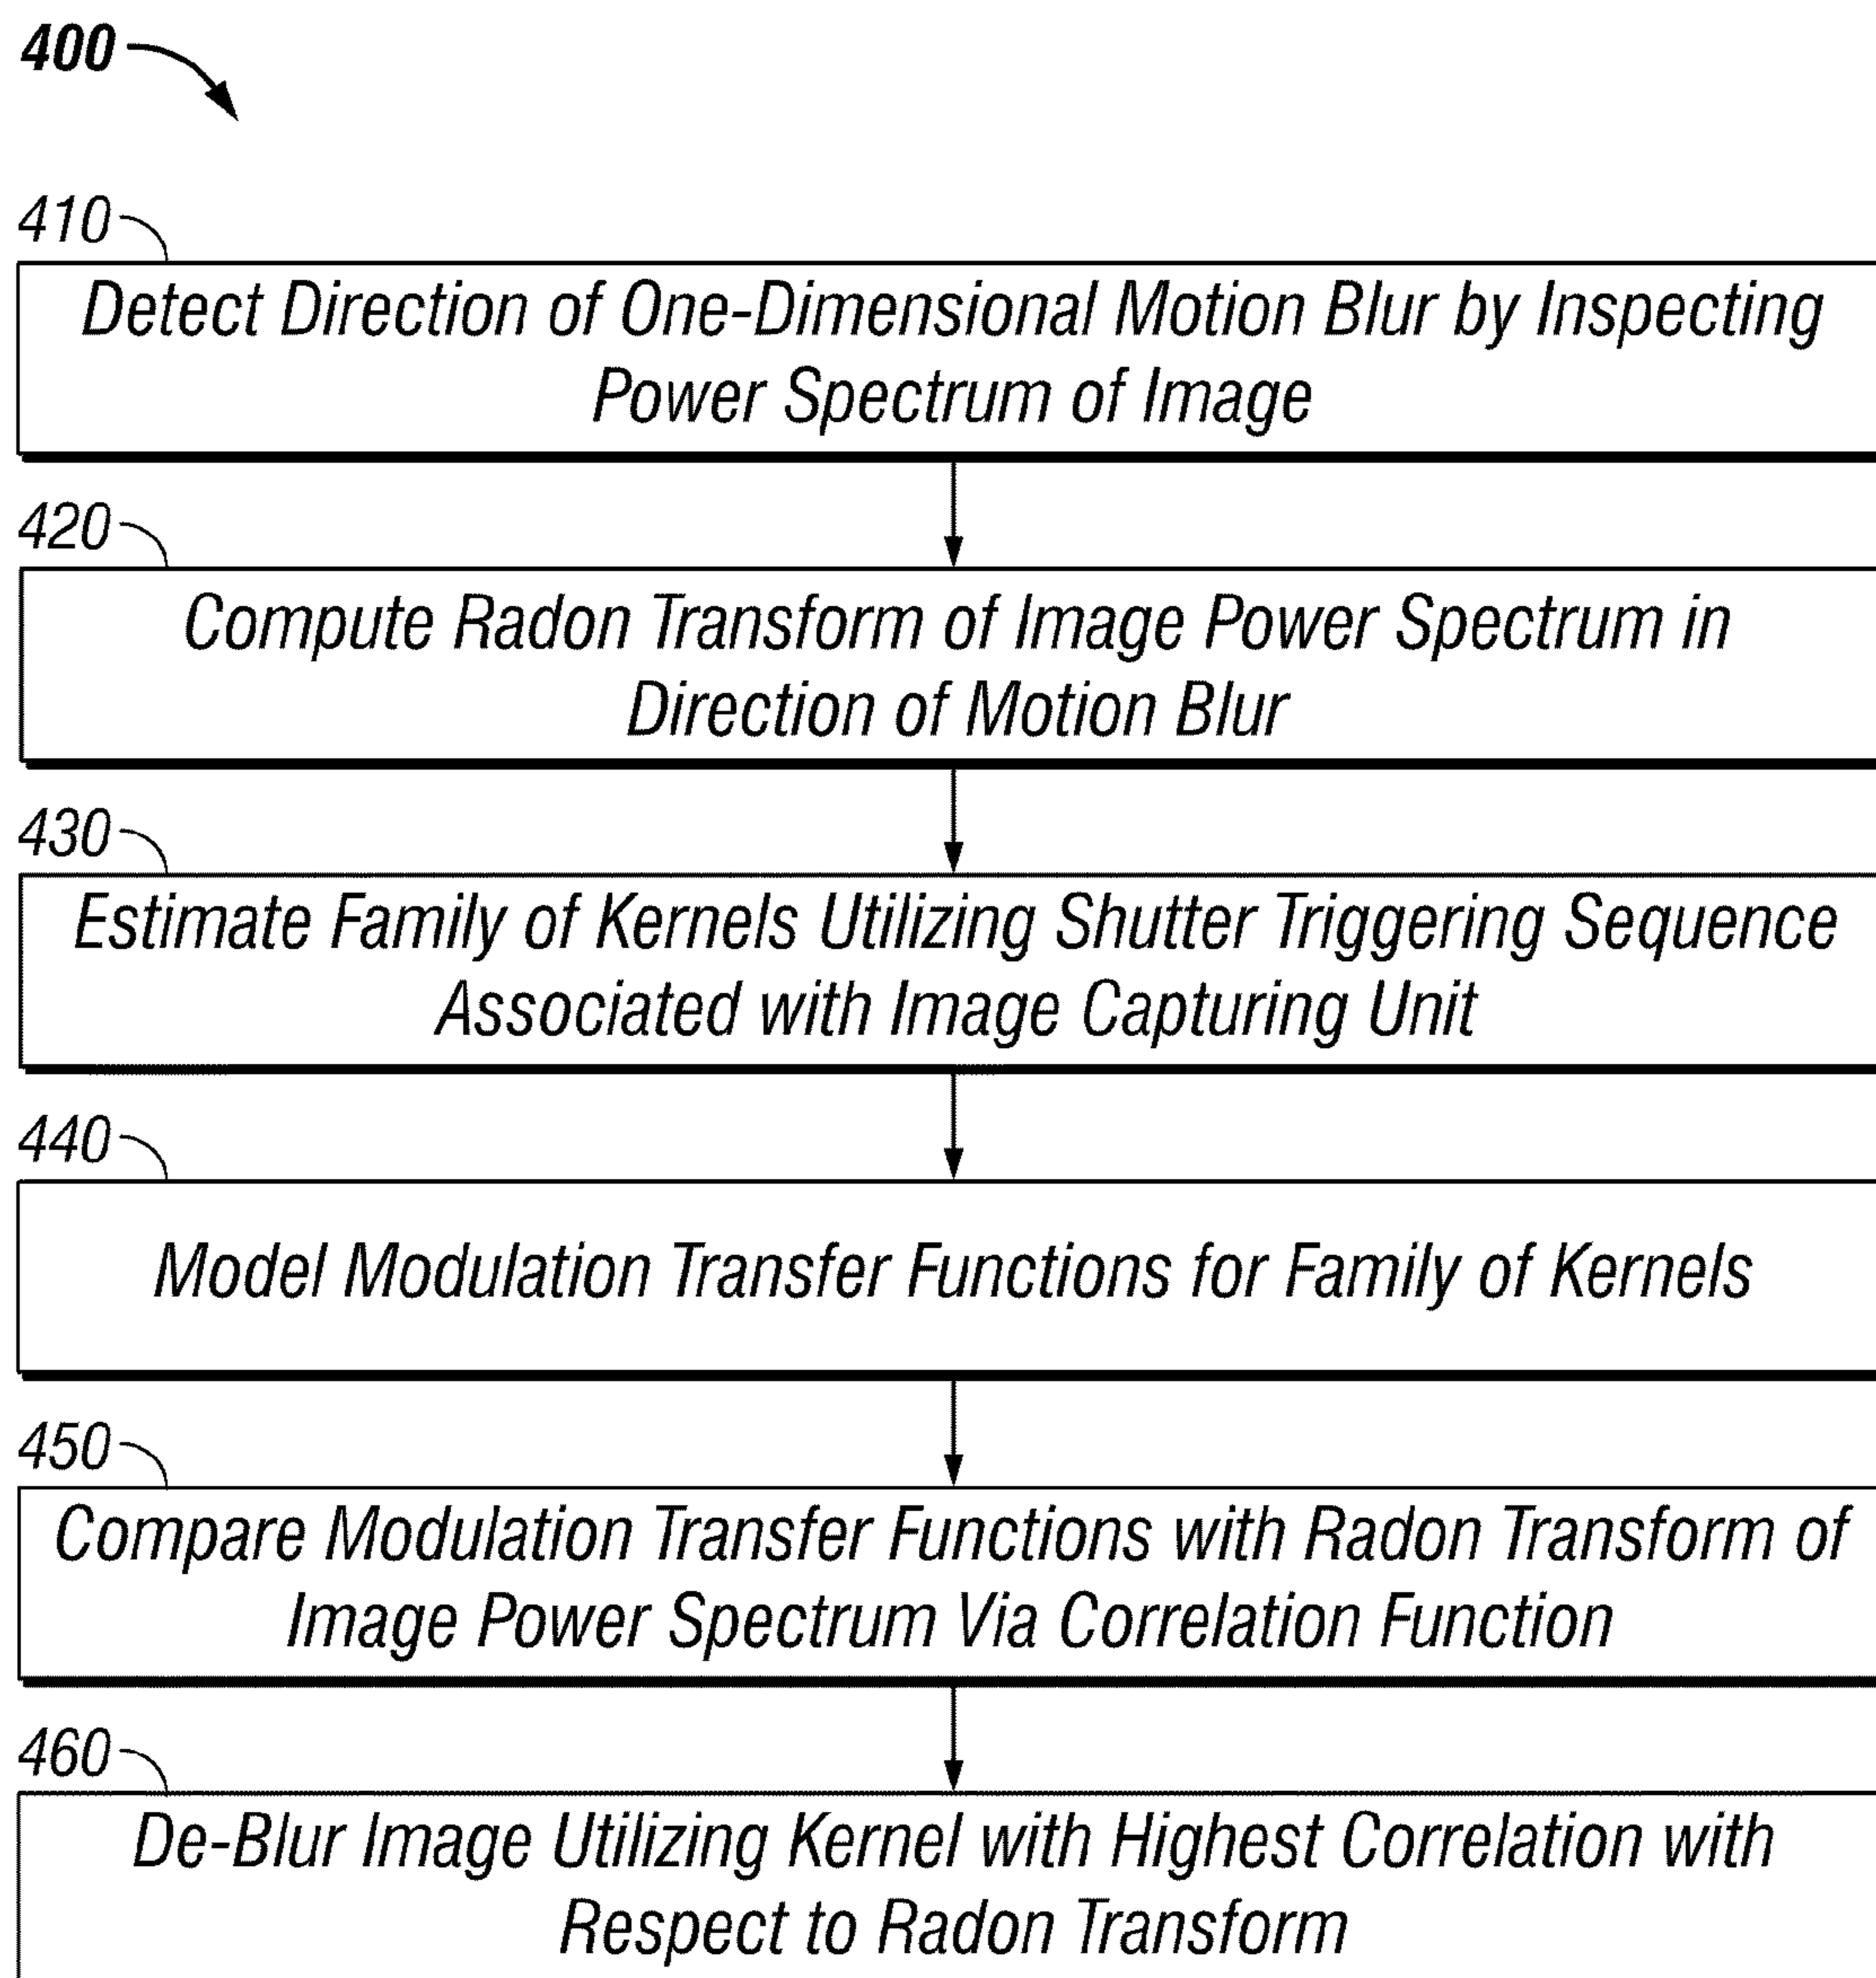 400
410
Detect Direction of One-Dimensional Motion Blur by Inspecting
Power Spectrum of Image
420
Compute Radon Transform of Image Power Spectrum in
Direction of Motion Blur
430
Estimate Family of Kernels Utilizing Shutter Triggering Sequence
Associated with Image Capturing Unit
440
Model Modulation Transfer Functions for Family of Kernels
450
Compare Modulation Transfer Functions with Radon Transform of
Image Power Spectrum Via Correlation Function
460
De-Blur Image Utilizing Kernel with Highest Correlation with
Respect to Radon Transform